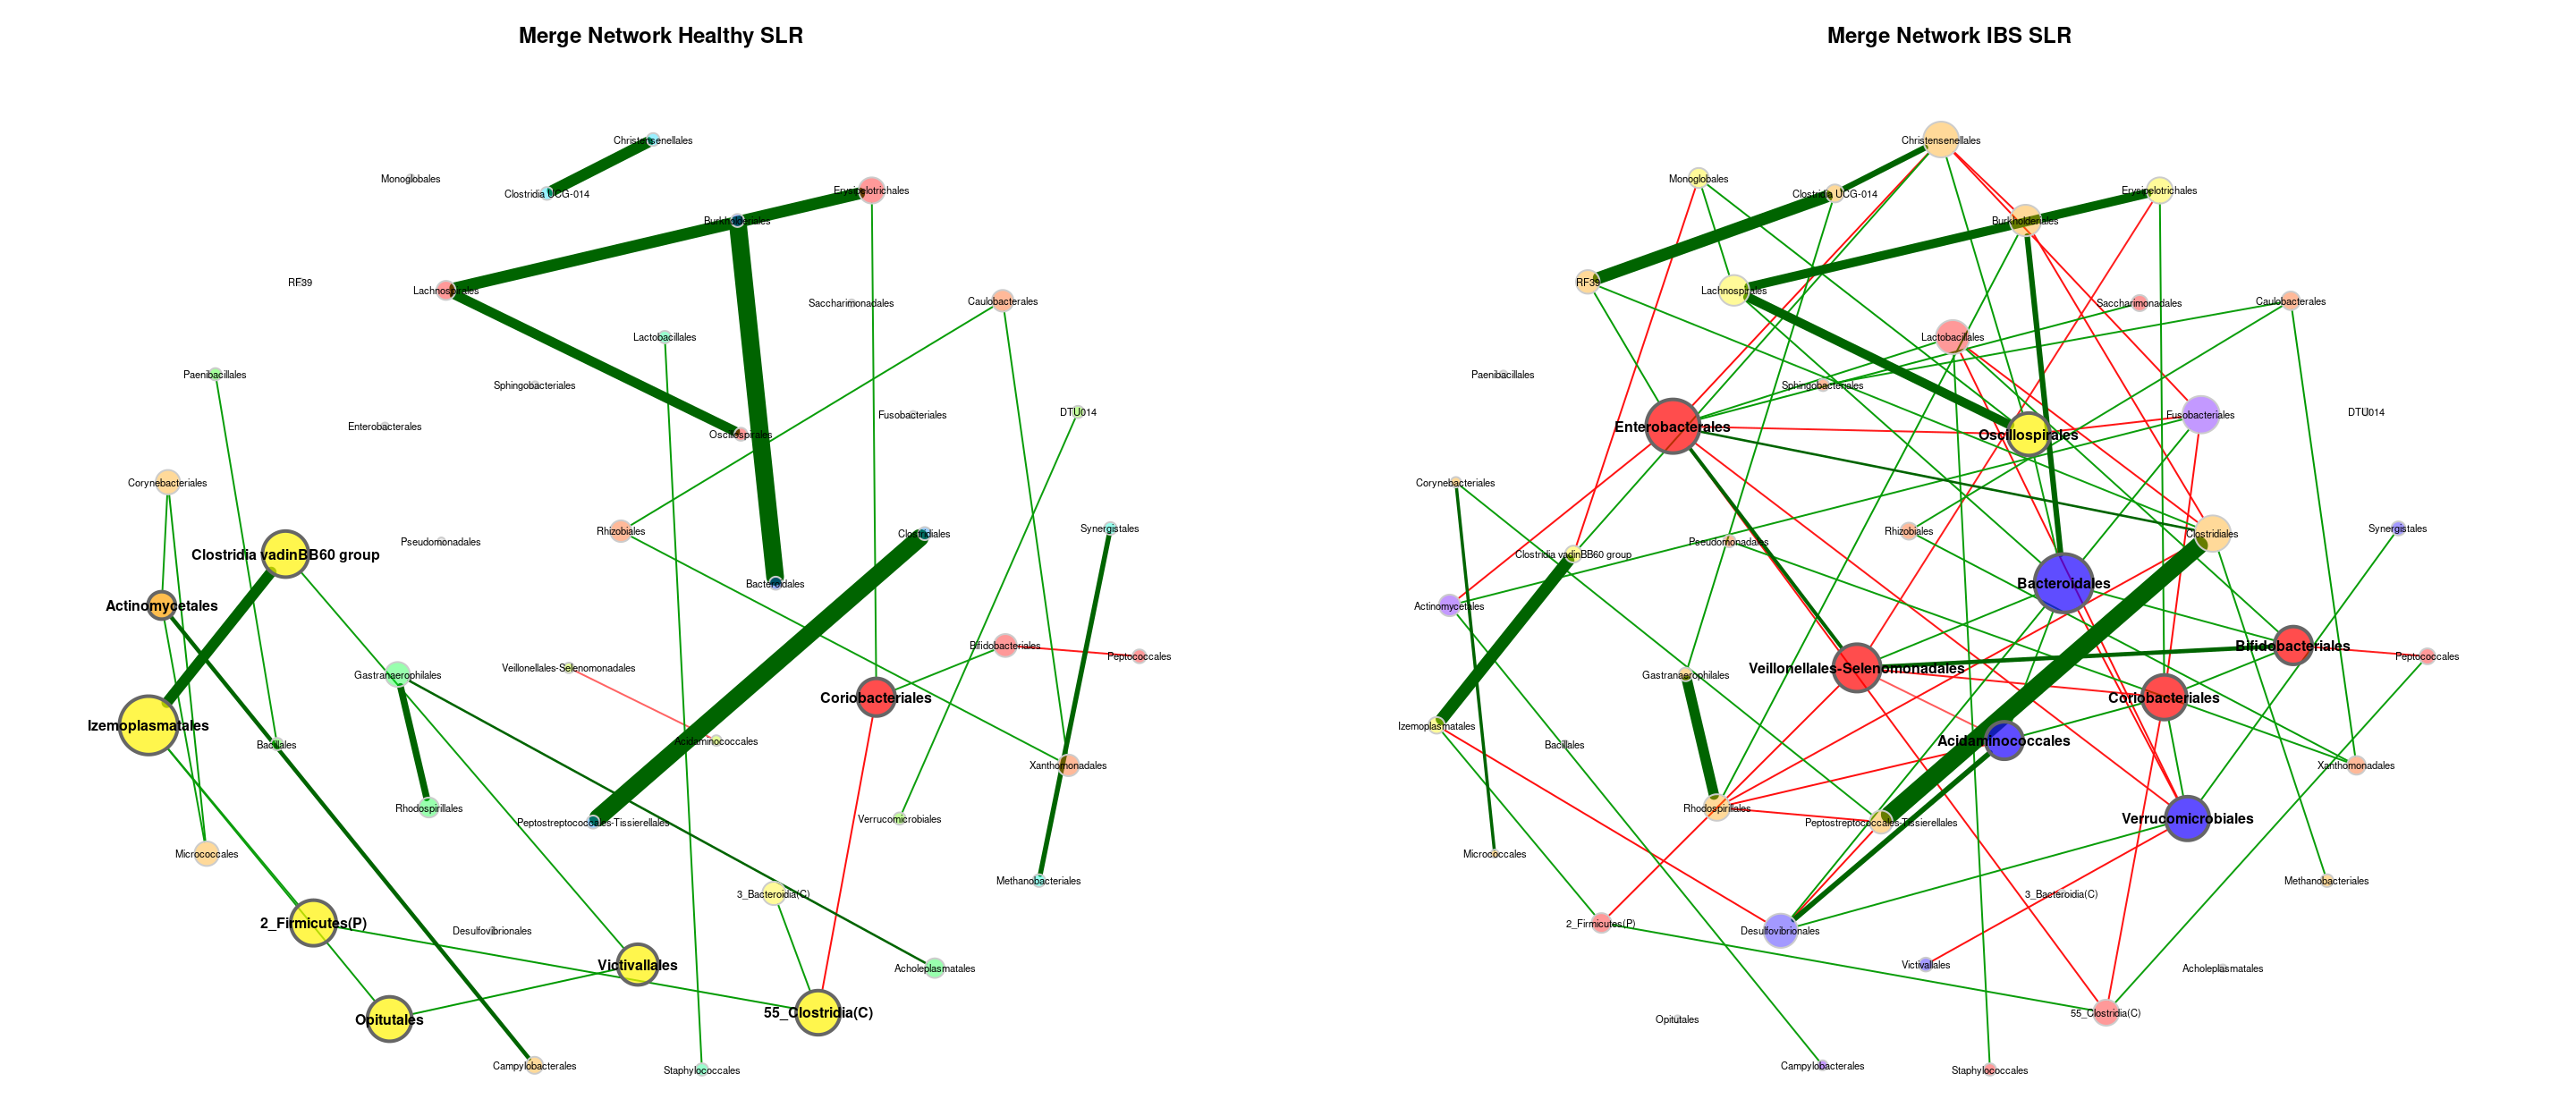 Merge Network Healthy SLR
Christensenellales
Monoglobales
Clostridia UCG-014
Erysipelotrichales
Burkholderiales
RF39
Lachnospirales
Saccharimonadales
Caulobacterales
Lactobacillales
Paenibacillales
Sphingobacteriales
Fusobacteriales
DTU014
Enterobacterales
Oscillospirales
Corynebacteriales
Synergistales
Rhizobiales
Clostridiales
Pseudomonadales
Clostridia vadinBB60 group
Bacteroidales
Actinomycetales
Bifidobacteriales
Peptococcales
Veillonellales-Selenomonadales
Gastranaerophilales
Coriobacteriales
Izemoplasmatales
Acidaminococcales
Bacillales
Xanthomonadales
Rhodospirillales
Peptostreptococcales-Tissierellales
Verrucomicrobiales
Micrococcales
Methanobacteriales
3_Bacteroidia(C)
2_Firmicutes(P)
Desulfovibrionales
Victivallales
Acholeplasmatales
55_Clostridia(C)
Opitutales
Campylobacterales
Staphylococcales
Merge Network IBS SLR
Christensenellales
Monoglobales
Clostridia UCG-014
Erysipelotrichales
Burkholderiales
RF39
Lachnospirales
Saccharimonadales
Caulobacterales
Lactobacillales
Paenibacillales
Sphingobacteriales
Fusobacteriales
DTU014
Enterobacterales
Oscillospirales
Corynebacteriales
Synergistales
Rhizobiales
Clostridiales
Pseudomonadales
Clostridia vadinBB60 group
Bacteroidales
Actinomycetales
Bifidobacteriales
Peptococcales
Veillonellales-Selenomonadales
Gastranaerophilales
Coriobacteriales
Izemoplasmatales
Acidaminococcales
Bacillales
Xanthomonadales
Rhodospirillales
Peptostreptococcales-Tissierellales
Verrucomicrobiales
Micrococcales
Methanobacteriales
3_Bacteroidia(C)
2_Firmicutes(P)
Desulfovibrionales
Victivallales
Acholeplasmatales
55_Clostridia(C)
Opitutales
Campylobacterales
Staphylococcales